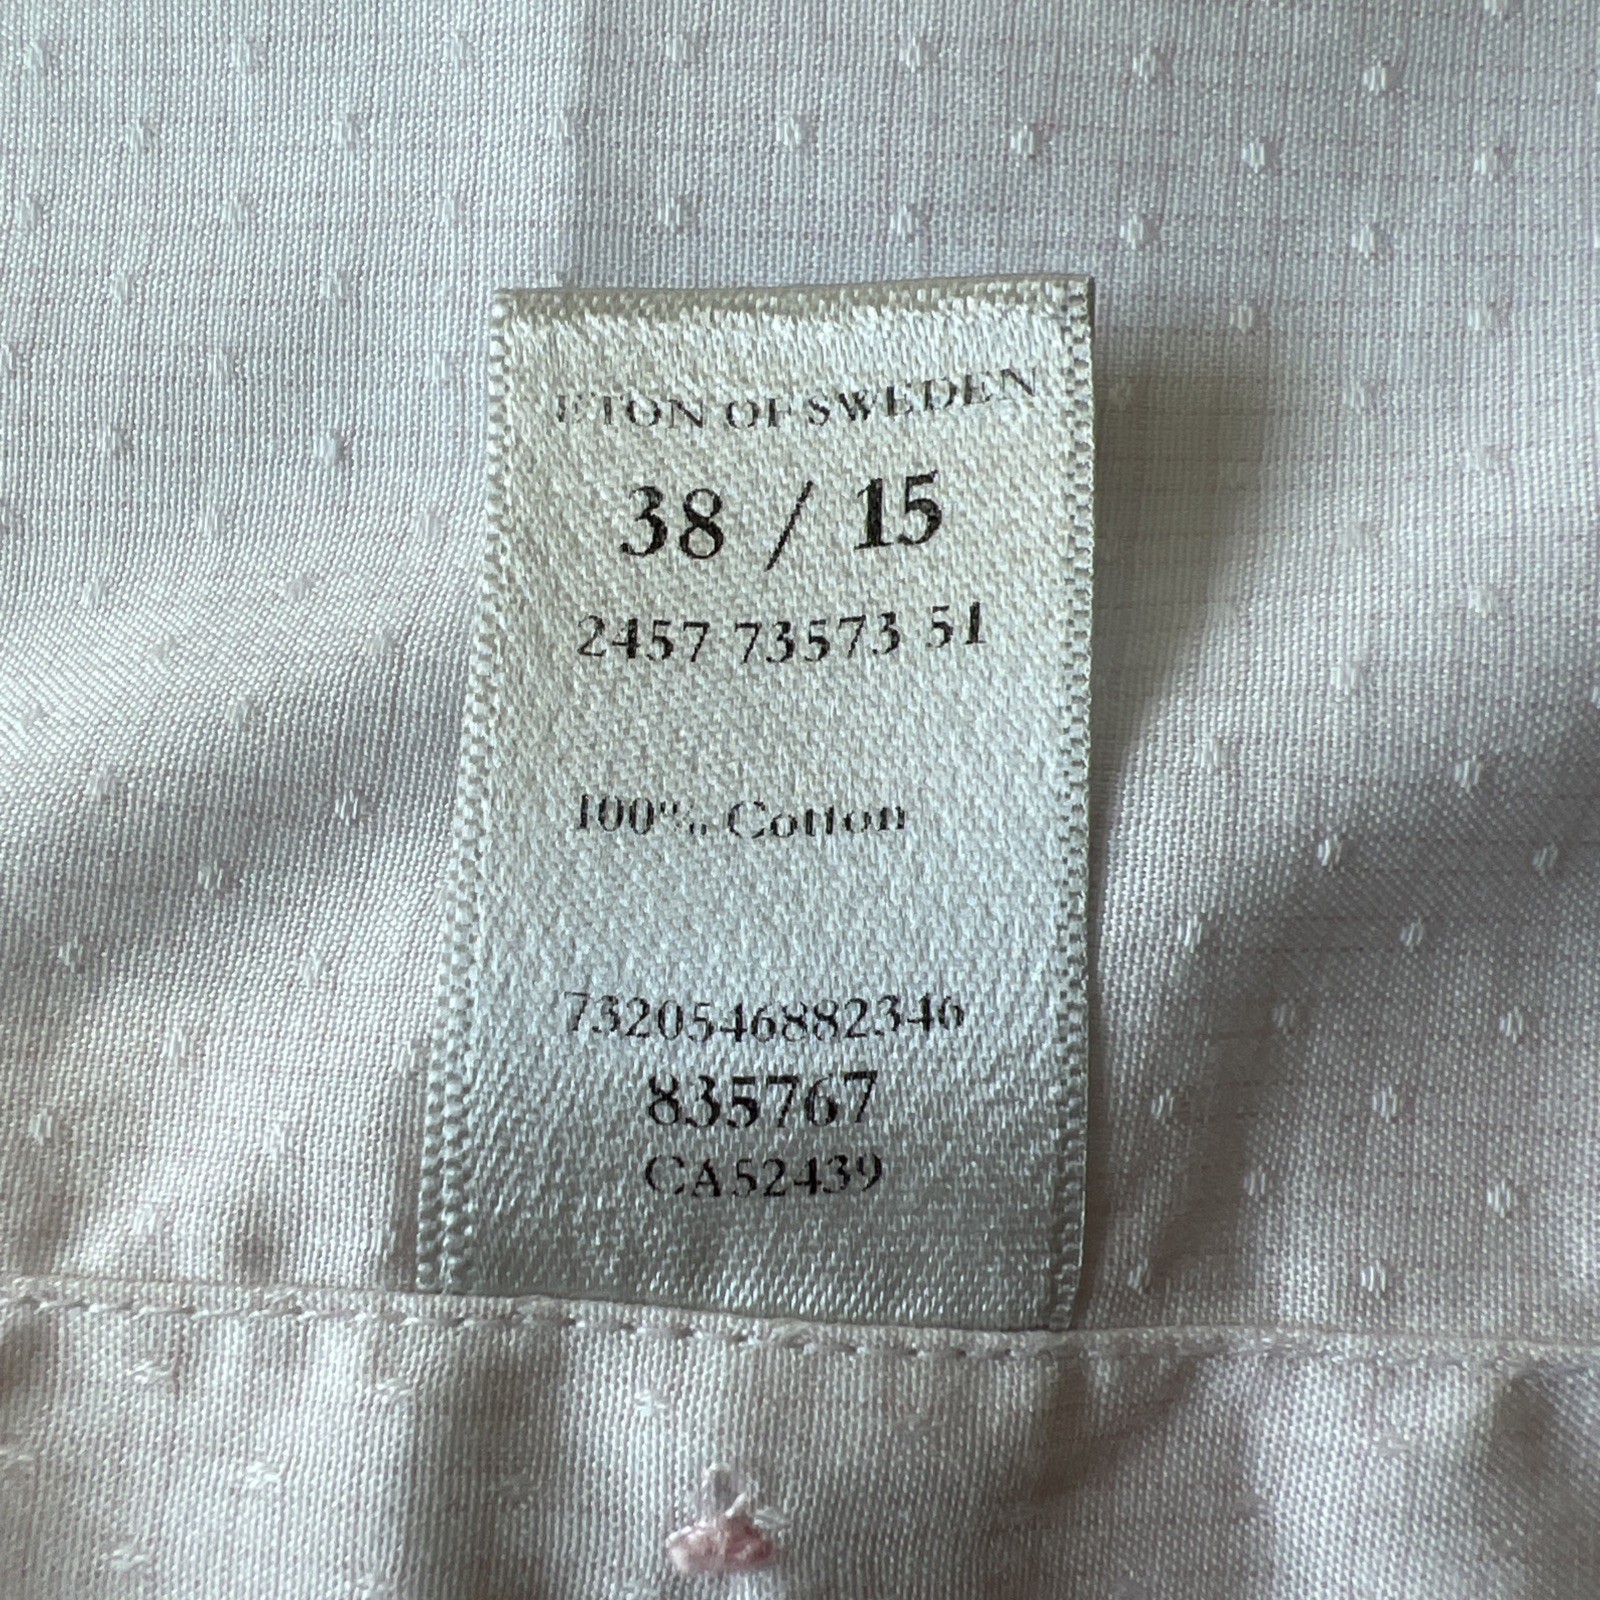 ETON OF SWEDEN
38 / 15
2457 73573 51
100% Cotton
7320546882346
835767
CA52439